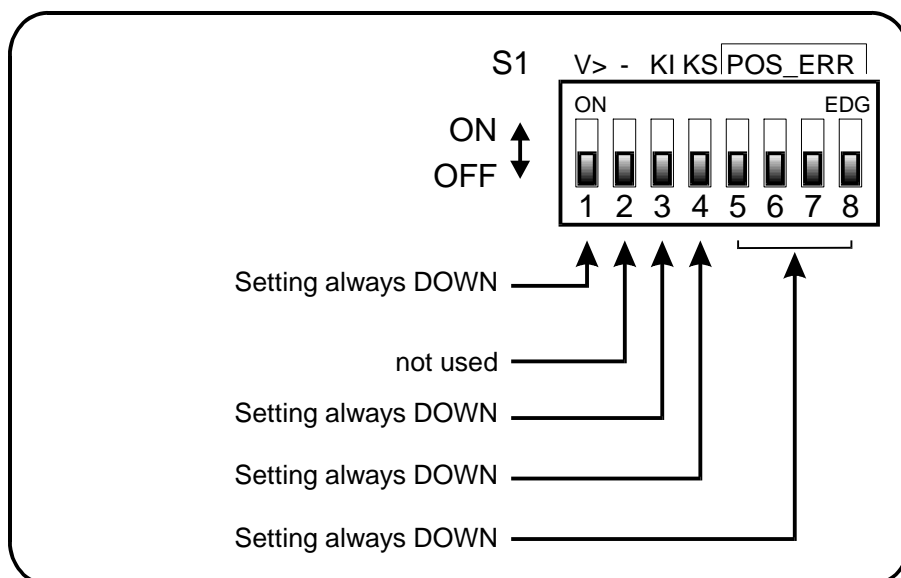 S1 V> - KI KS POS_ERR
ON EDG
ON
OFF
1 2 3 4 5 6 7 8
Setting always DOWN
not used
Setting always DOWN
Setting always DOWN
Setting always DOWN